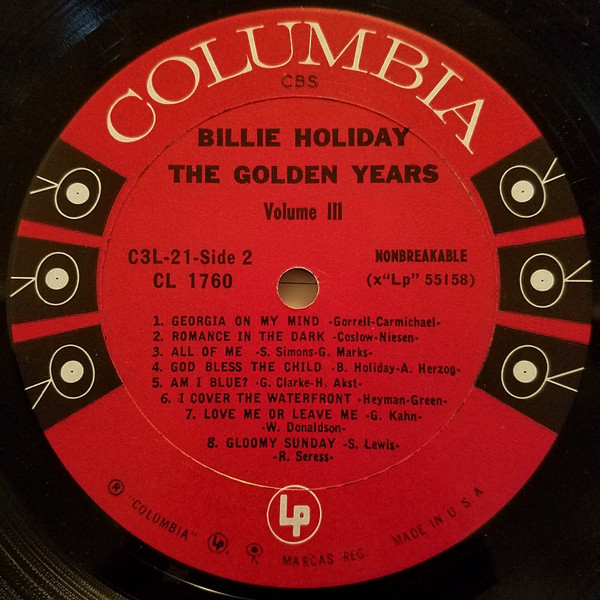 COLUMBIA
CBS
BILLIE HOLIDAY
THE GOLDEN YEARS
Volume III
C3L-21-Side 2
NONBREAKABLE
CL 1760
(x"Lp" 55158)
1. GEORGIA ON MY MIND -Gorrell-Carmichael-
2. ROMANCE IN THE DARK -Coslow-Niesen-
3. ALL OF ME -S. Simons-G. Marks-
4. GOD BLESS THE CHILD -B. Holiday-A. Herzog-
5. AM I BLUE? -G. Clarke-H. Akst-
6. I COVER THE WATERFRONT -Heyman-Green-
7. LOVE ME OR LEAVE ME -G. Kahn-
-W. Donaldson-
8. GLOOMY SUNDAY -S. Lewis-
-R. Seress-
Lp
® "COLUMBIA" Lp. MARCAS REG. MADE IN U.S.A